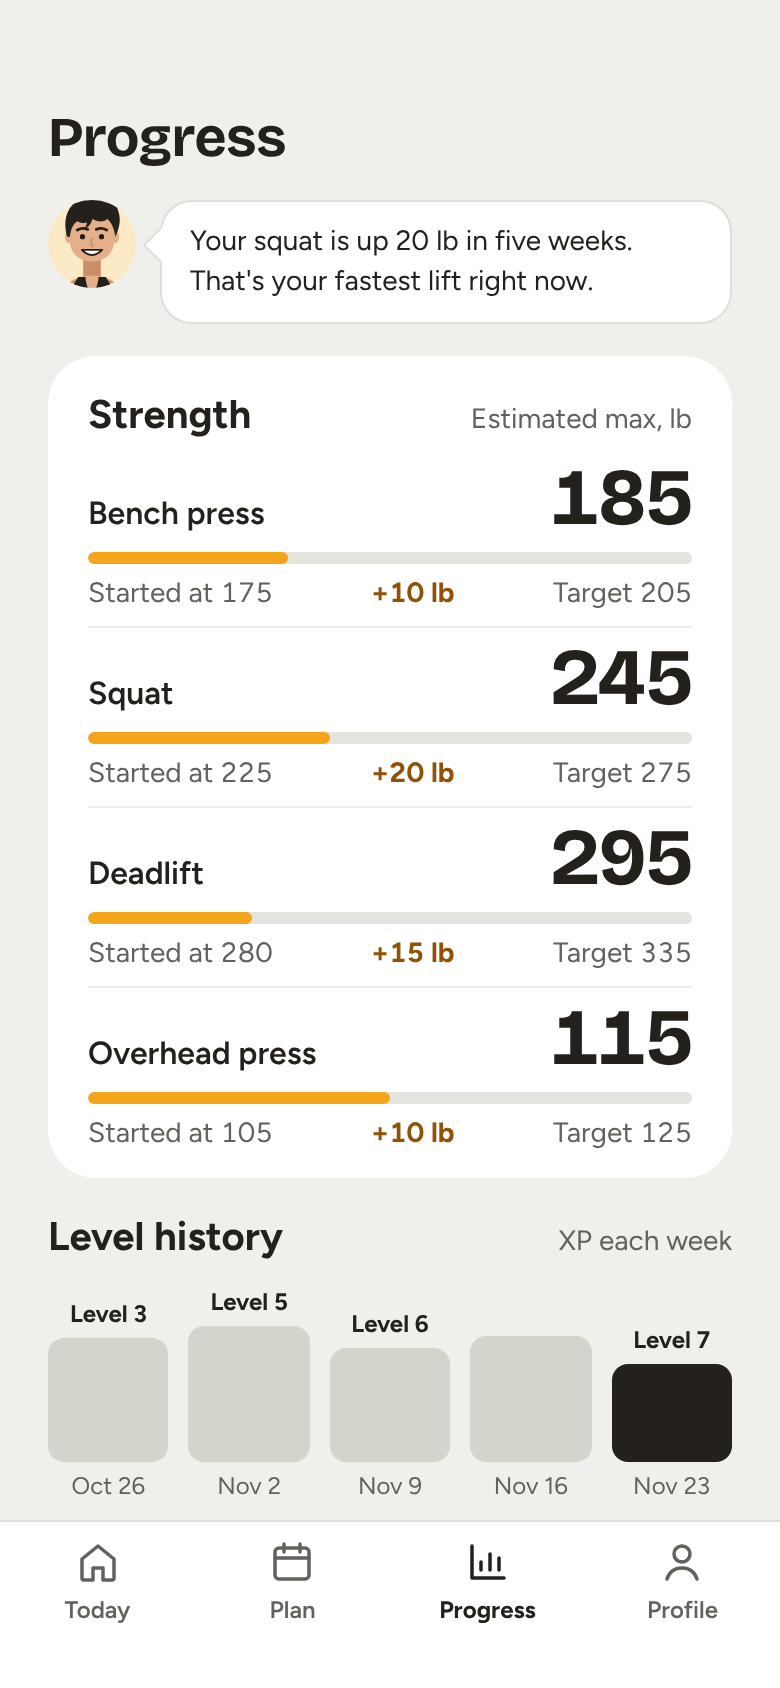 Progress
Your squat is up 20 lb in five weeks.
That's your fastest lift right now.
Strength
Estimated max, lb
Bench press
185
Started at 175
+10 lb
Target 205
Squat
245
Started at 225
+20 lb
Target 275
Deadlift
295
Started at 280
+15 lb
Target 335
Overhead press
115
Started at 105
+10 lb
Target 125
Level history
XP each week
Level 3
Level 5
Level 6
Level 7
Oct 26
Nov 2
Nov 9
Nov 16
Nov 23
Today
Plan
Progress
Profile